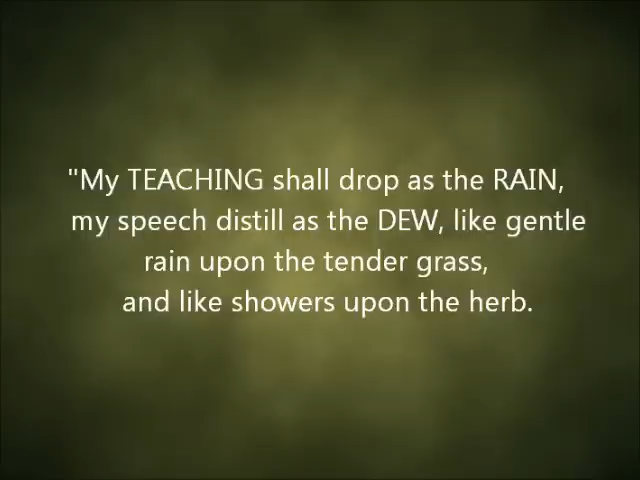 "My TEACHING shall drop as the RAIN,
my speech distill as the DEW, like gentle
rain upon the tender grass,
and like showers upon the herb.